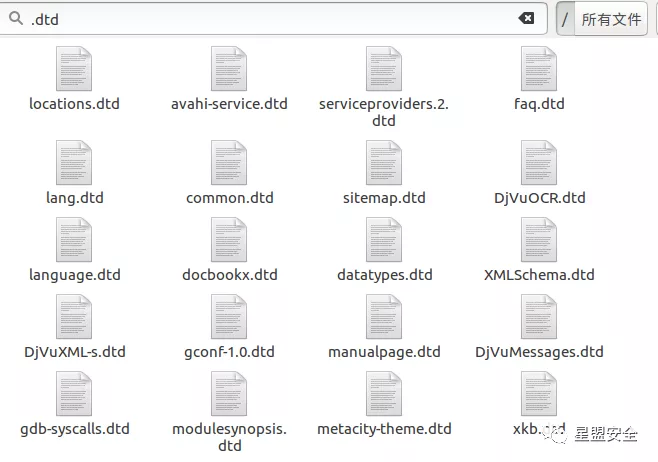 .dtd / 所有文件
locations.dtd avahi-service.dtd serviceproviders.2. faq.dtd
dtd
lang.dtd common.dtd sitemap.dtd DjVuOCR.dtd
language.dtd docbookx.dtd datatypes.dtd XMLSchema.dtd
DjVuXML-s.dtd gconf-1.0.dtd manualpage.dtd DjVuMessages.dtd
gdb-syscalls.dtd modulesynopsis. metacity-theme.dtd 星盟安全
dtd